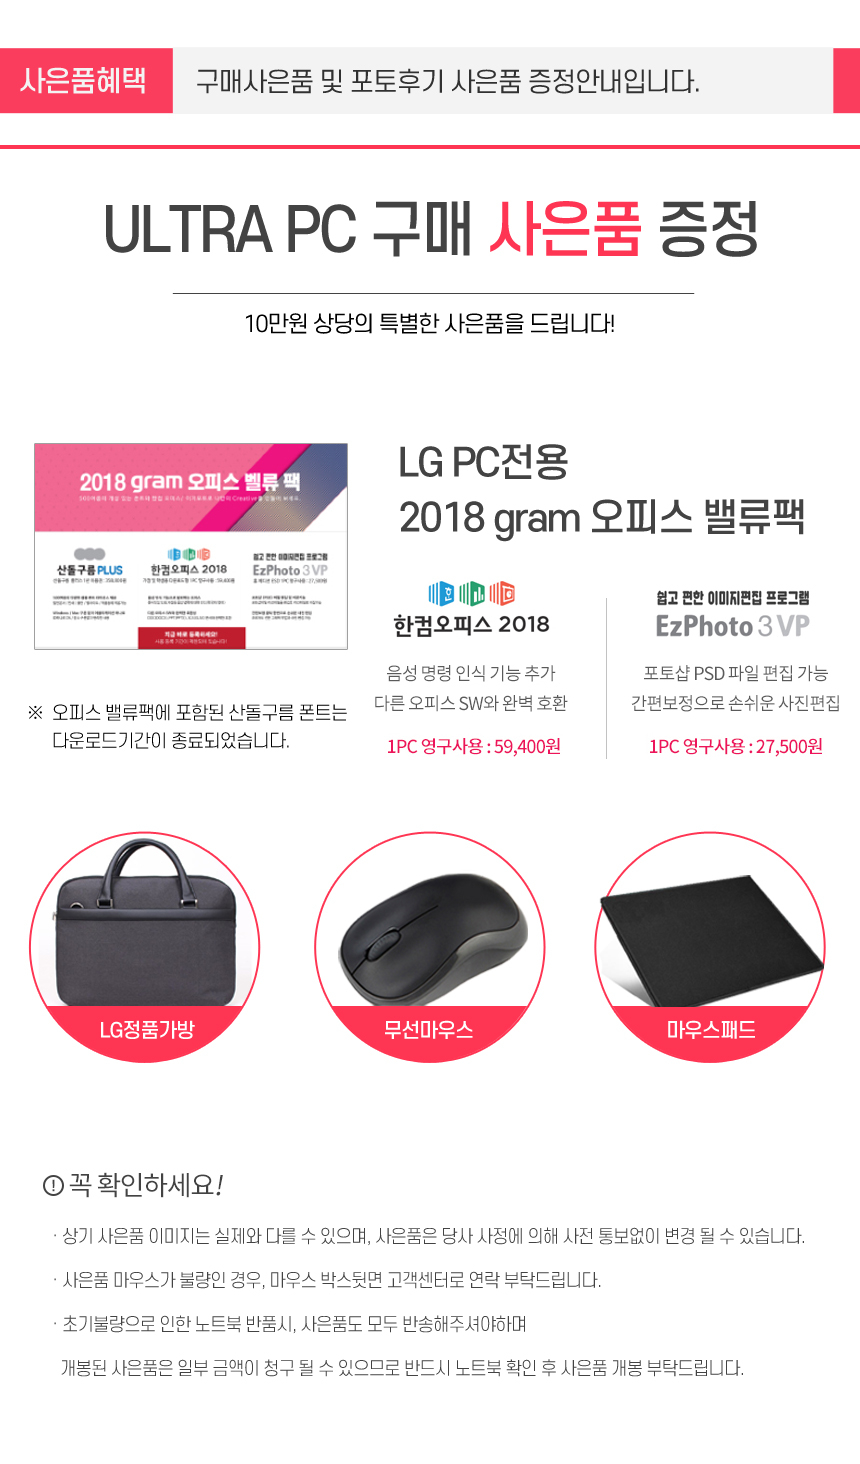 사은품혜택
구매사은품 및 포토후기 사은품 증정안내입니다.
ULTRA PC 구매 사은품 증정
10만원 상당의 특별한 사은품을 드립니다!
2018 gram 오피스 벨류 팩
산돌구름PLUS
한컴오피스 2018
쉽고 편한 이미지편집 프로그램
EzPhoto 3 VP
지금 바로 등록하세요!
※ 오피스 밸류팩에 포함된 산돌구름 폰트는
다운로드기간이 종료되었습니다.
LG PC전용
2018 gram 오피스 밸류팩
한컴오피스 2018
음성 명령 인식 기능 추가
다른 오피스 SW와 완벽 호환
1PC 영구사용 : 59,400원
쉽고 편한 이미지편집 프로그램
EzPhoto 3 VP
포토샵 PSD 파일 편집 가능
간편보정으로 손쉬운 사진편집
1PC 영구사용 : 27,500원
LG정품가방
무선마우스
마우스패드
꼭 확인하세요!
· 상기 사은품 이미지는 실제와 다를 수 있으며, 사은품은 당사 사정에 의해 사전 통보없이 변경 될 수 있습니다.
· 사은품 마우스가 불량인 경우, 마우스 박스뒷면 고객센터로 연락 부탁드립니다.
· 초기불량으로 인한 노트북 반품시, 사은품도 모두 반송해주셔야하며
개봉된 사은품은 일부 금액이 청구 될 수 있으므로 반드시 노트북 확인 후 사은품 개봉 부탁드립니다.